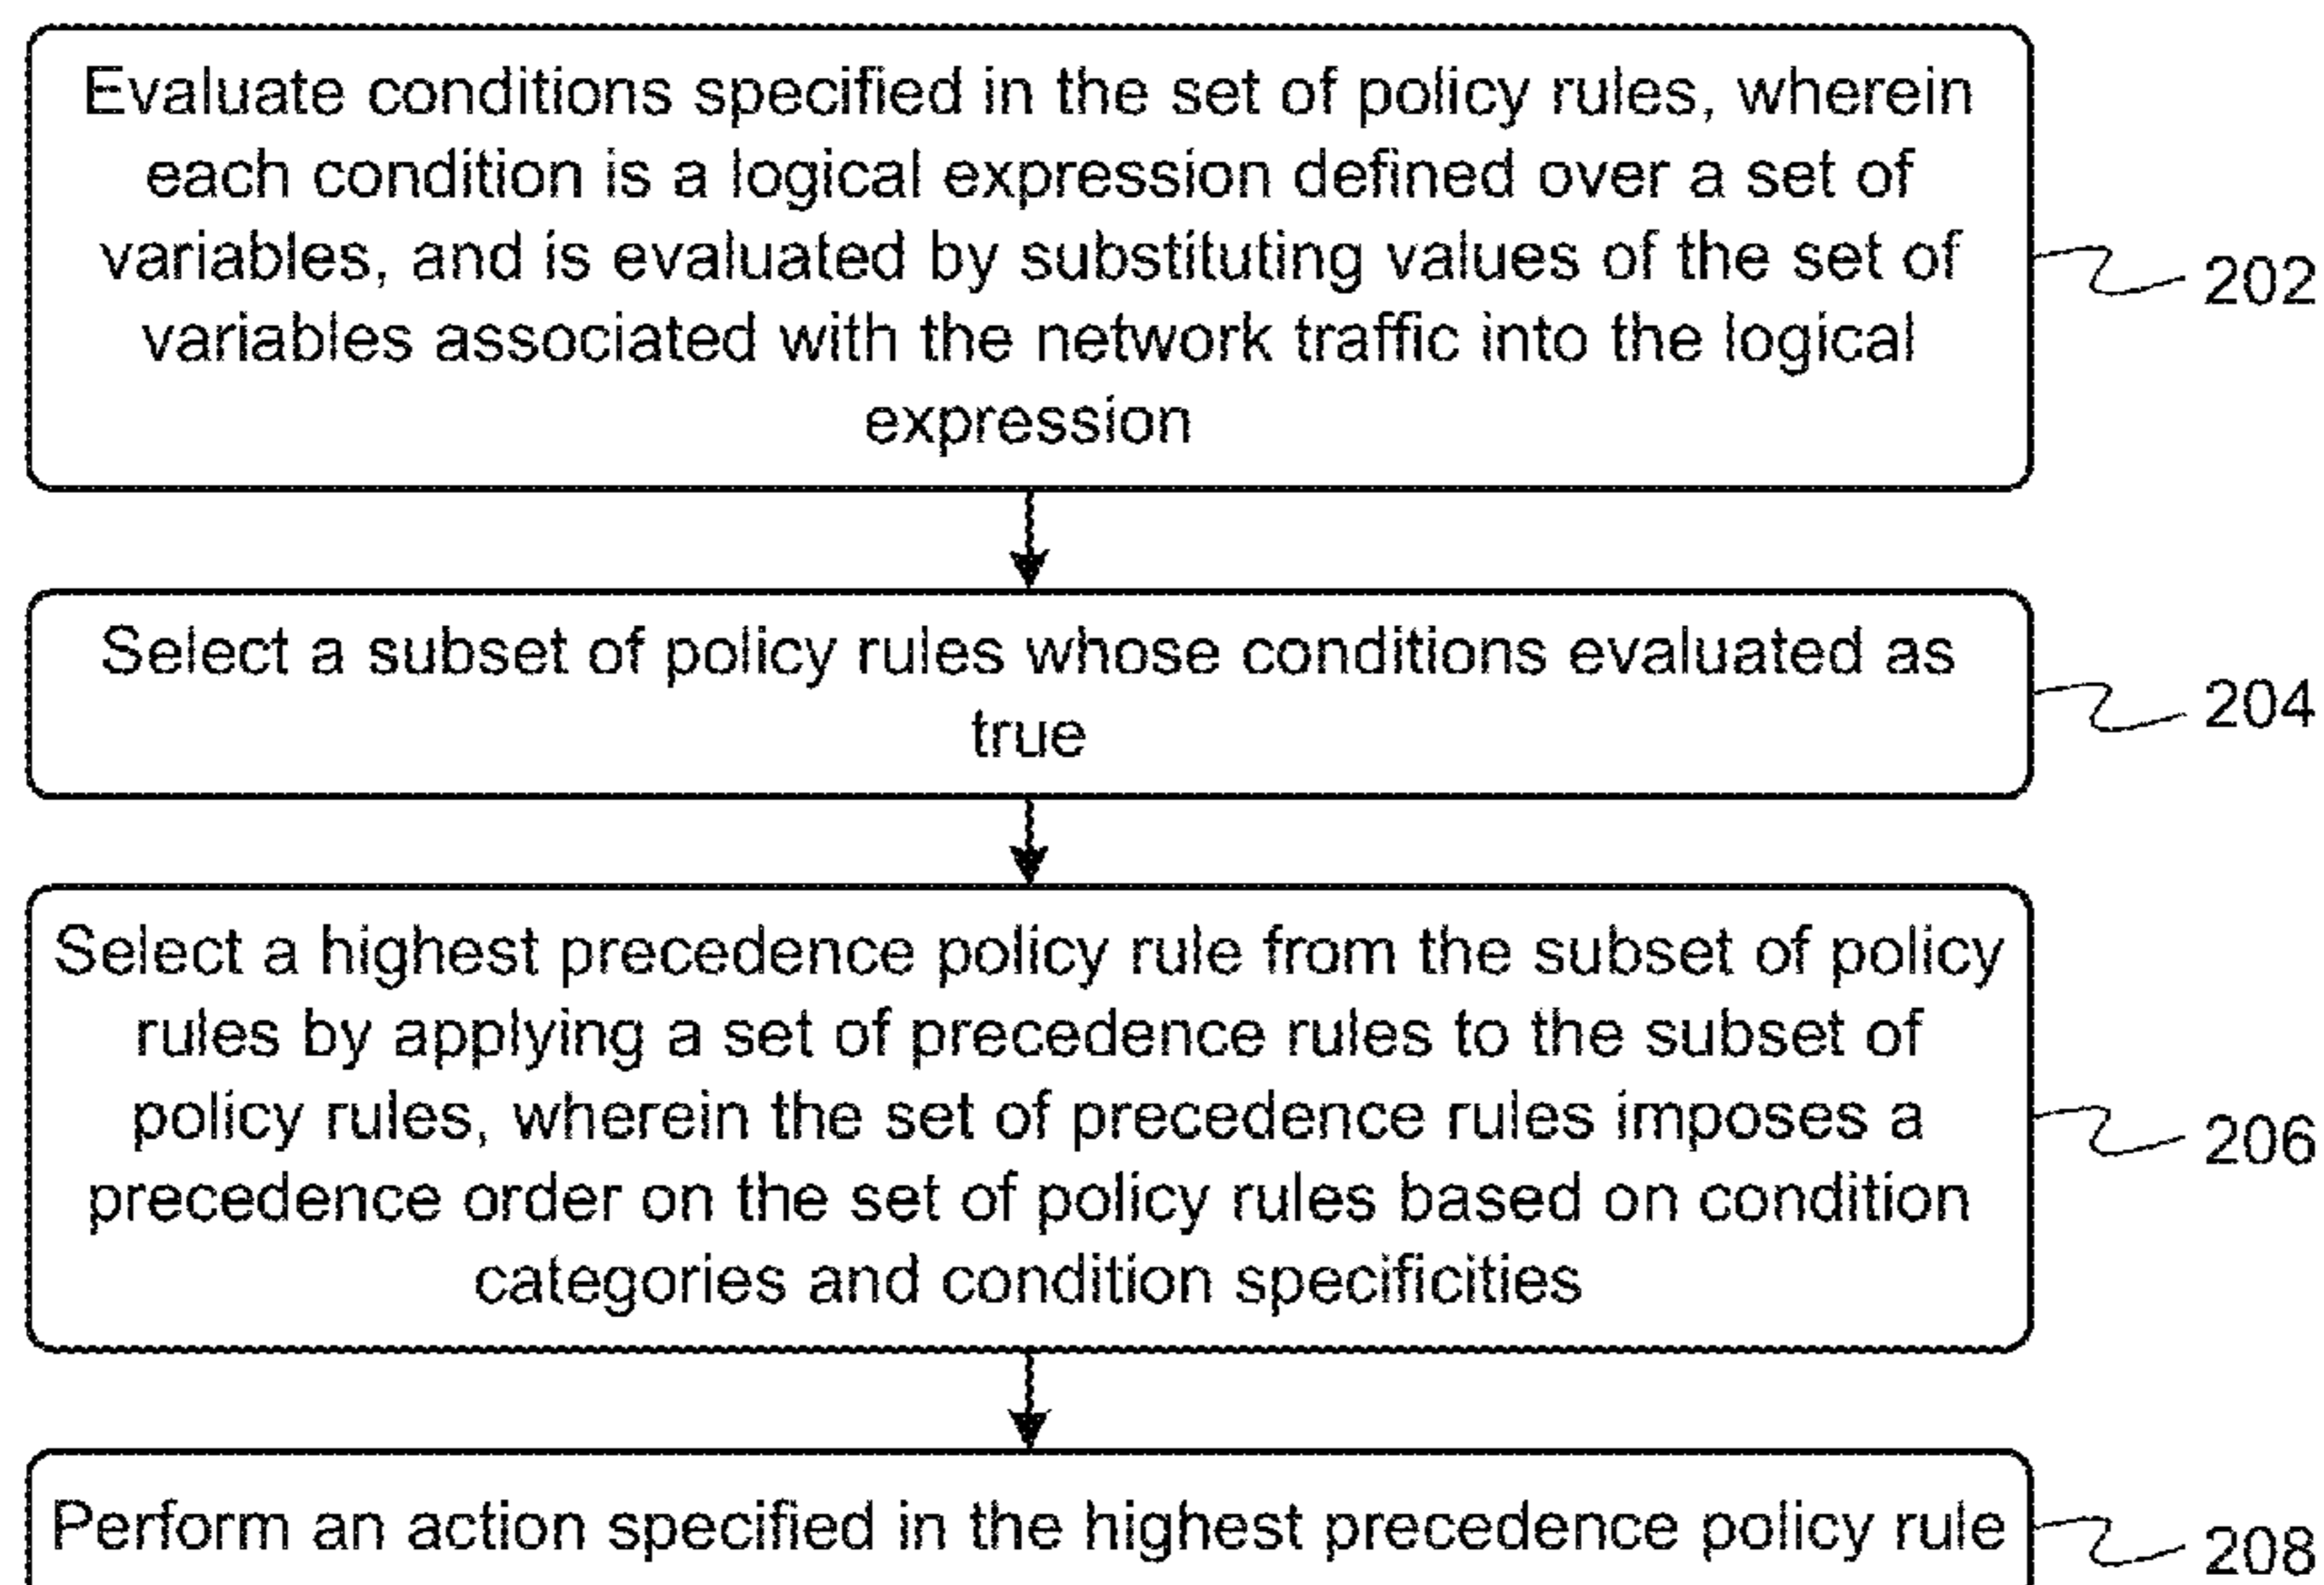 Evaluate conditions specified in the set of policy rules, wherein
each condition is a logical expression defined over a set of
variables, and is evaluated by substituting values of the set of
variables associated with the network traffic into the logical
expression
202
Select a subset of policy rules whose conditions evaluated as
true
204
Select a highest precedence policy rule from the subset of policy
rules by applying a set of precedence rules to the subset of
policy rules, wherein the set of precedence rules imposes a
precedence order on the set of policy rules based on condition
categories and condition specificities
206
Perform an action specified in the highest precedence policy rule
208